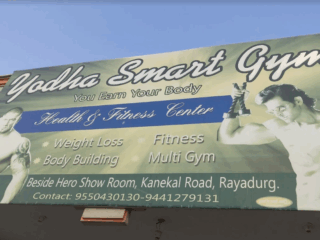 Yodha Smart Gym
You Earn Your Body
Health & Fitness Center
Weight Loss Fitness
Body Building Multi Gym
Beside Hero Show Room, Kanekal Road, Rayadurg.
Contact: 9550430130-9441279131